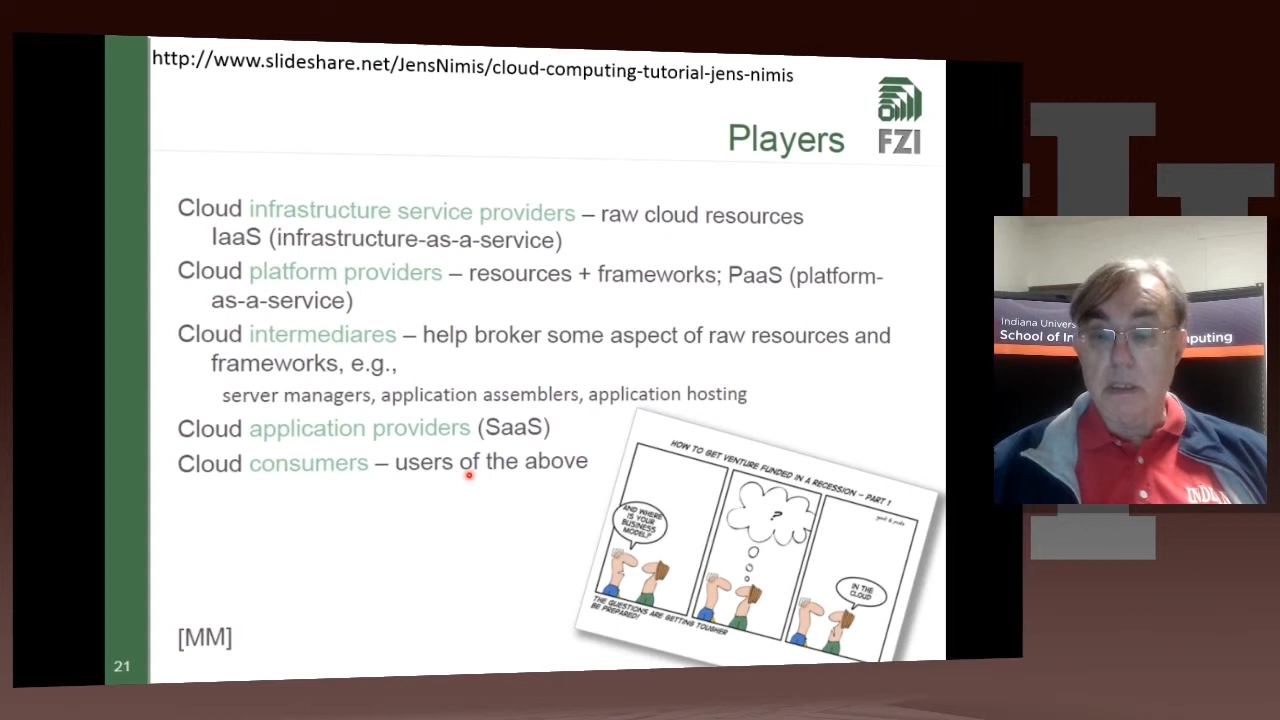 http://www.slideshare.net/JensNimis/cloud-computing-tutorial-jens-nimis
FZI
Players
Cloud infrastructure service providers – raw cloud resources
IaaS (infrastructure-as-a-service)
Cloud platform providers – resources + frameworks; PaaS (platform-
as-a-service)
Cloud intermediares – help broker some aspect of raw resources and
frameworks, e.g.,
server managers, application assemblers, application hosting
Cloud application providers (SaaS)
Cloud consumers – users of the above
HOW TO GET VENTURE FUNDED IN A RECESSION – PART 1
AND WHERE
IS YOUR
BUSINESS
MODEL?
?
IN THE
CLOUD
THE QUESTIONS ARE GETTING TOUGHER
BE PREPARED!
[MM]
21
Indiana Univers
School of In
puting
INDIA